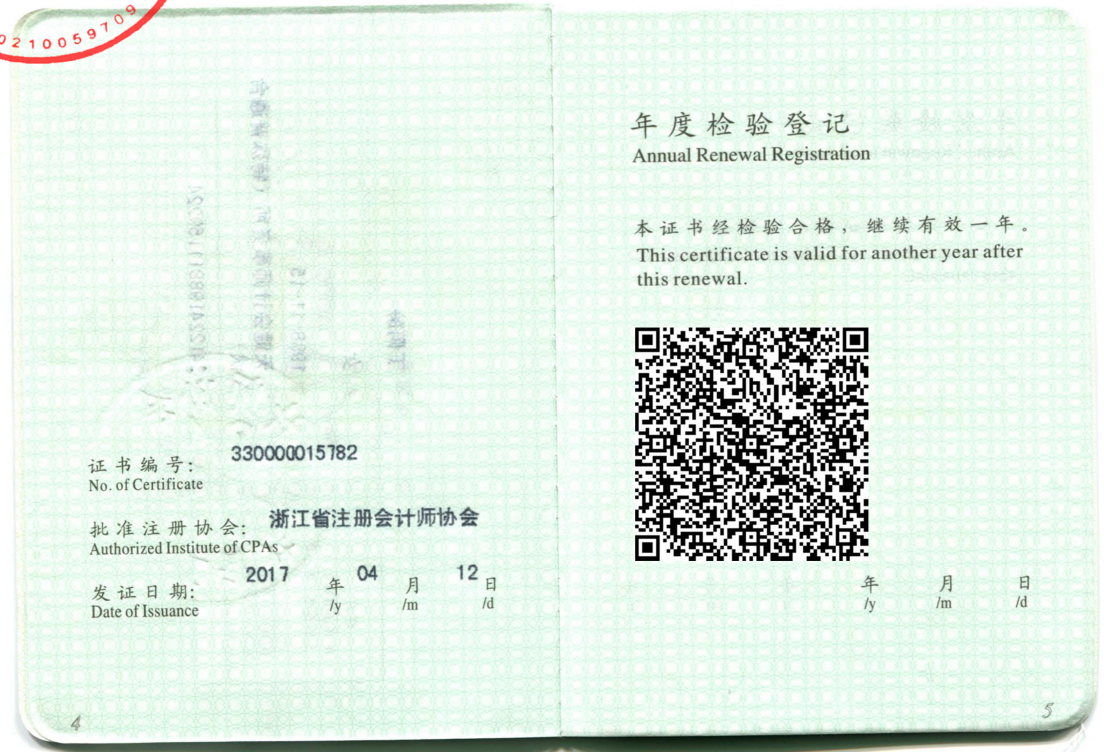 0210059709
证书编号:
330000015782
No. of Certificate
批准注册协会:
浙江省注册会计师协会
Authorized Institute of CPAs
发证日期:
2017 年 04 月 12 日
Date of Issuance /y /m /d
4
年度检验登记
Annual Renewal Registration
本证书经检验合格，继续有效一年。
This certificate is valid for another year after
this renewal.
年 月 日
/y /m /d
5